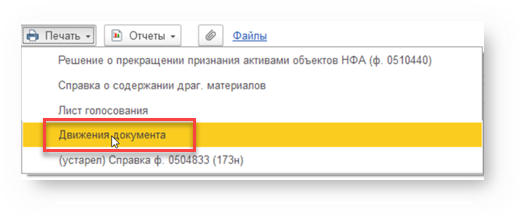 Печать Отчеты Файлы
Решение о прекращении признания активами объектов НФА (ф. 0510440)
Справка о содержании драг. материалов
Лист голосования
Движения документа
(устарел) Справка ф. 0504833 (173н)